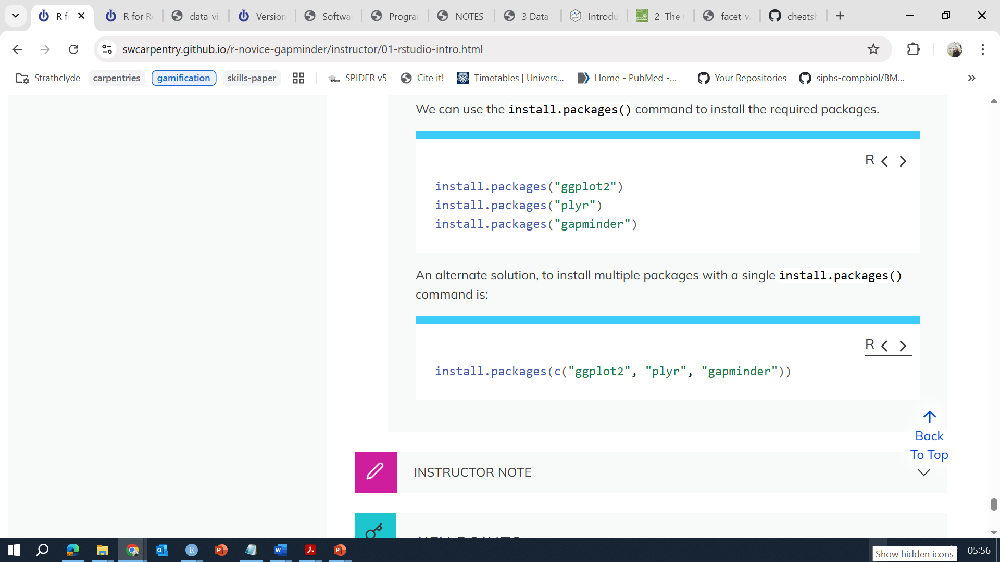 R f
R for R
data-vi
Version
Softwa
Progra
NOTES
3 Data
Introdu
2 The
facet_w
cheatsh
swcarpentry.github.io/r-novice-gapminder/instructor/01-rstudio-intro.html
Strathclyde
carpentries
gamification
skills-paper
SPIDER v5
Cite it!
Timetables | Univers...
Home - PubMed -...
Your Repositories
sipbs-compbiol/BM...
We can use the install.packages() command to install the required packages.
R
install.packages("ggplot2")
install.packages("plyr")
install.packages("gapminder")
An alternate solution, to install multiple packages with a single install.packages()
command is:
R
install.packages(c("ggplot2", "plyr", "gapminder"))
Back
To Top
INSTRUCTOR NOTE
KEY POINTS
Show hidden icons
05:56